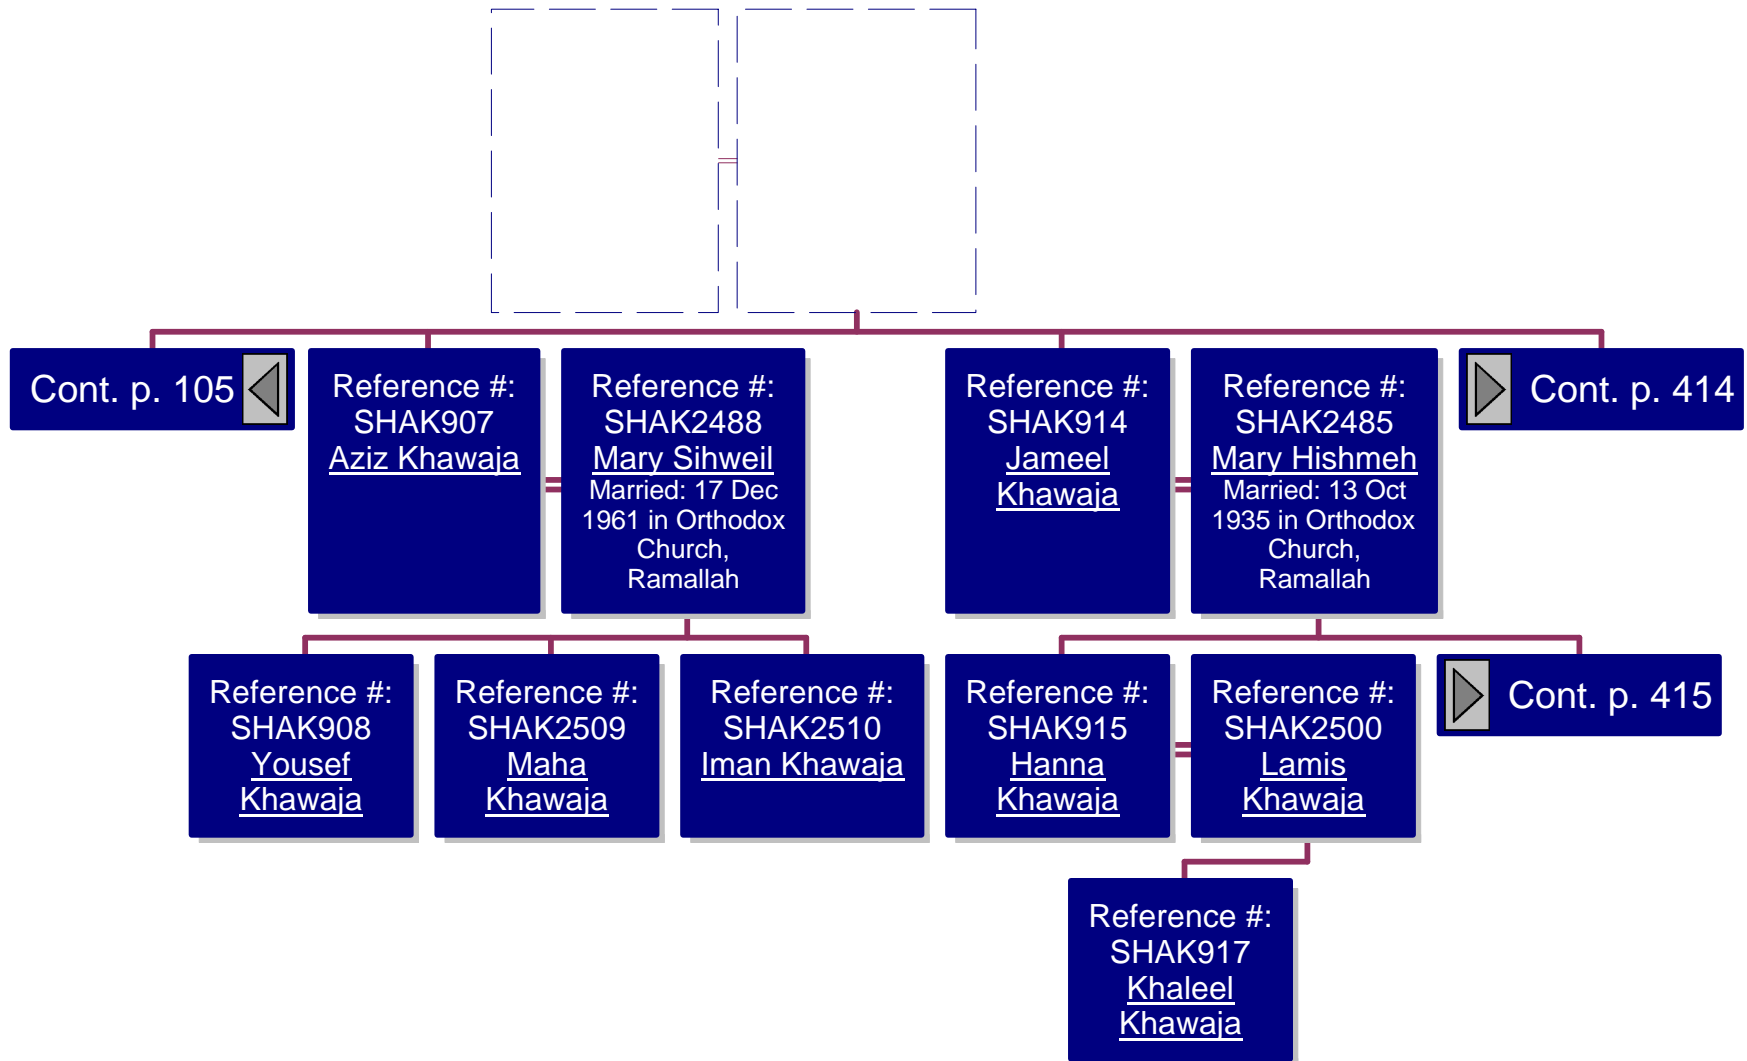 Cont. p. 105
Reference #:
SHAK907
Aziz Khawaja
Reference #:
SHAK2488
Mary Sihweil
Married: 17 Dec
1961 in Orthodox
Church,
Ramallah
Reference #:
SHAK914
Jameel
Khawaja
Reference #:
SHAK2485
Mary Hishmeh
Married: 13 Oct
1935 in Orthodox
Church,
Ramallah
Cont. p. 414
Reference #:
SHAK908
Yousef
Khawaja
Reference #:
SHAK2509
Maha
Khawaja
Reference #:
SHAK2510
Iman Khawaja
Reference #:
SHAK915
Hanna
Khawaja
Reference #:
SHAK2500
Lamis
Khawaja
Cont. p. 415
Reference #:
SHAK917
Khaleel
Khawaja